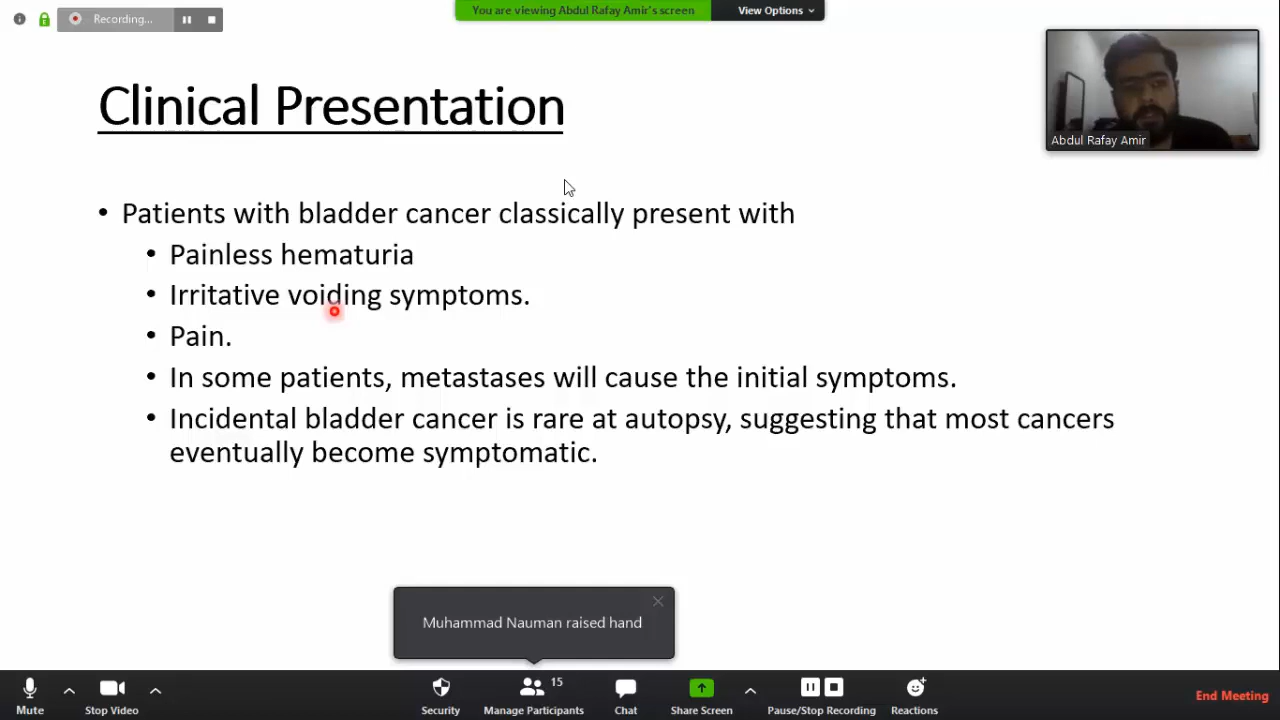 Recording...
You are viewing Abdul Rafay Amir's screen
View Options
Abdul Rafay Amir
Clinical Presentation
• Patients with bladder cancer classically present with
• Painless hematuria
• Irritative voiding symptoms.
• Pain.
• In some patients, metastases will cause the initial symptoms.
• Incidental bladder cancer is rare at autopsy, suggesting that most cancers
eventually become symptomatic.
Muhammad Nauman raised hand
15
Mute
Stop Video
Security
Manage Participants
Chat
Share Screen
Pause/Stop Recording
Reactions
End Meeting